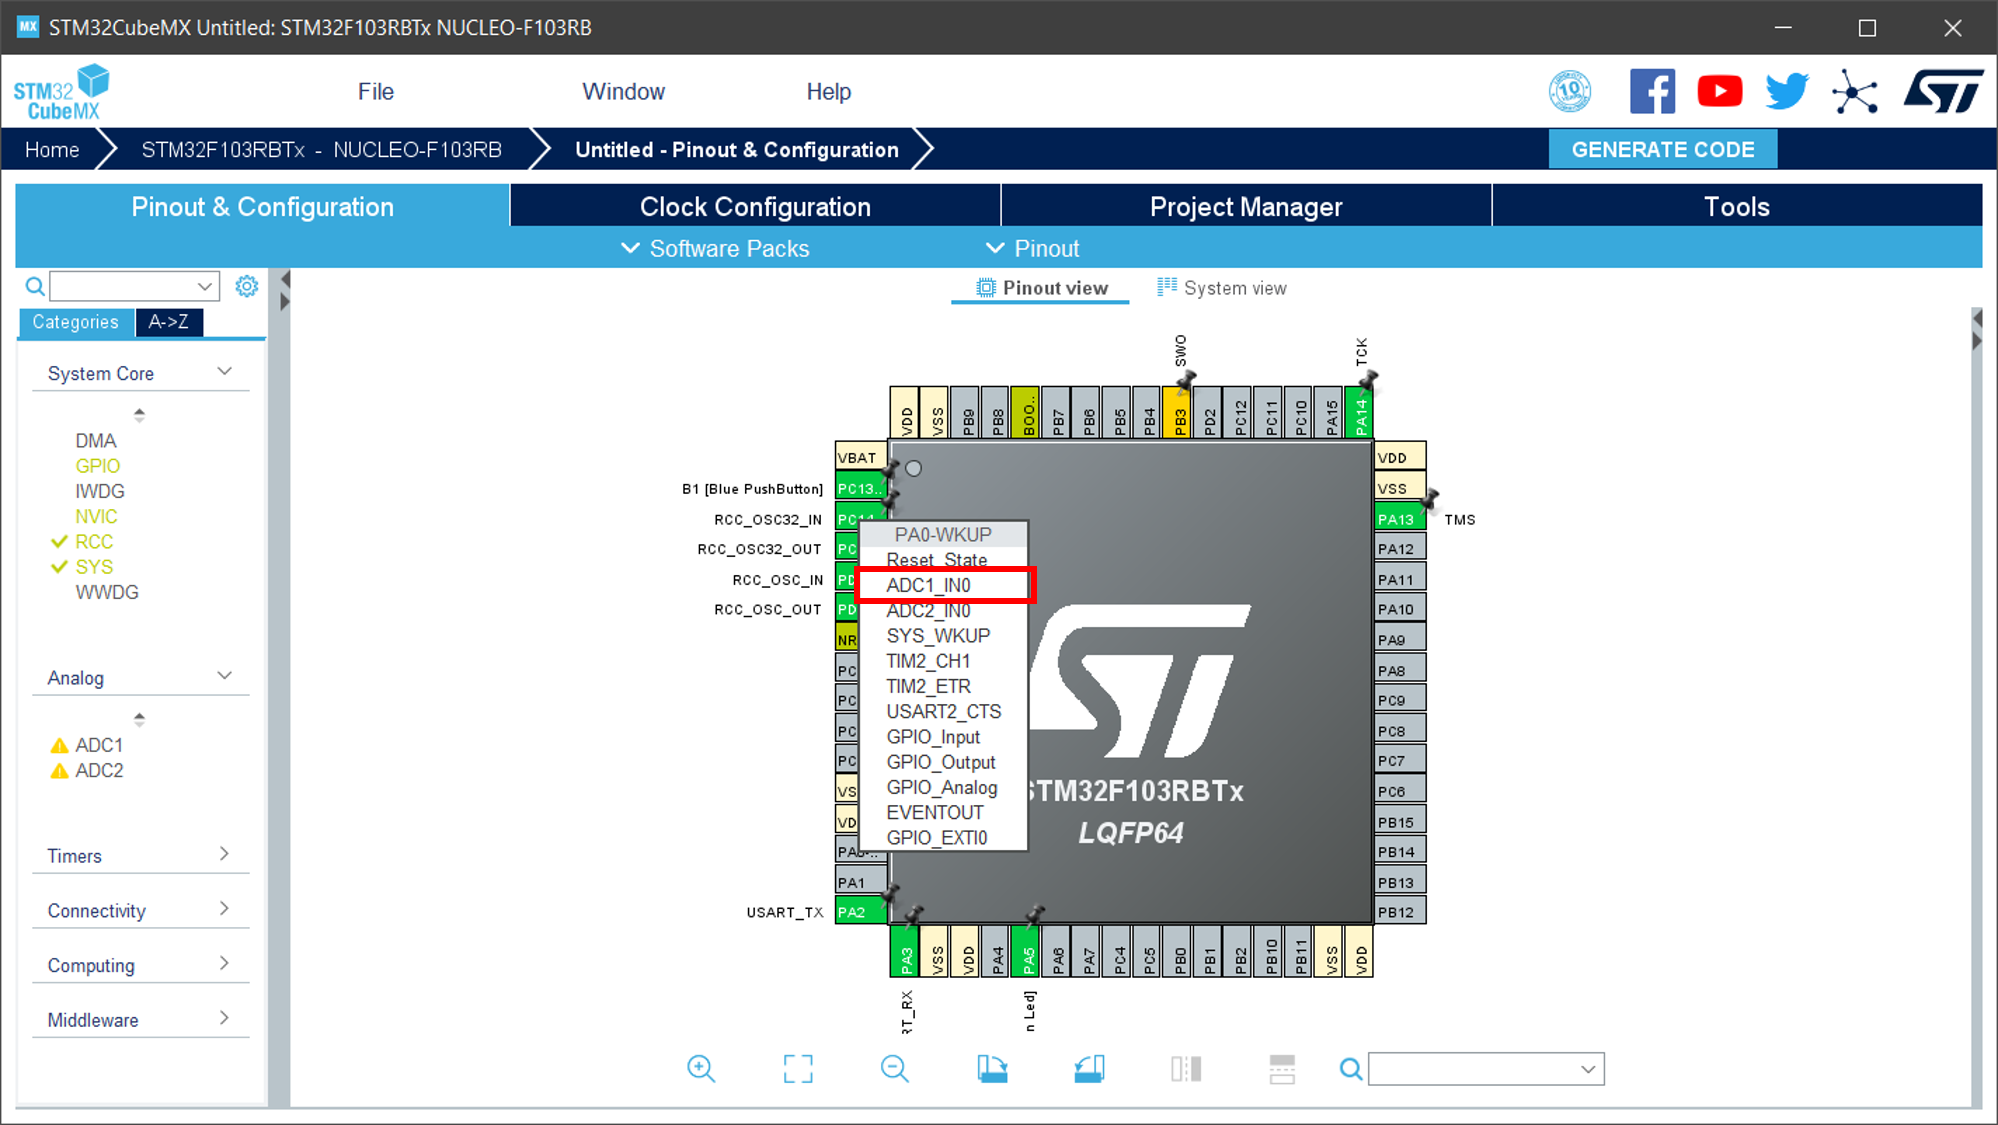 MX STM32CubeMX Untitled: STM32F103RBTx NUCLEO-F103RB
STM32
CubeMX
File
Window
Help
10
ST
Home
STM32F103RBTx - NUCLEO-F103RB
Untitled - Pinout & Configuration
GENERATE CODE
Pinout & Configuration
Clock Configuration
Project Manager
Tools
Software Packs
Pinout
Pinout view
System view
Categories
A->Z
System Core
DMA
GPIO
IWDG
NVIC
RCC
SYS
WWDG
Analog
ADC1
ADC2
Timers
Connectivity
Computing
Middleware
SWO
TCK
VDD
VSS
PB9
PB8
BOO..
PB7
PB6
PB5
PB4
PB3
PD2
PC12
PC11
PC10
PA15
PA14
VBAT
B1 [Blue PushButton]
PC13..
RCC_OSC32_IN
PC14
RCC_OSC32_OUT
PC
RCC_OSC_IN
PD
RCC_OSC_OUT
PD
NR
PC
PC
PC
PC
VS
VD
PA0-..
PA1
USART_TX
PA2
PA0-WKUP
Reset_State
ADC1_IN0
ADC2_IN0
SYS_WKUP
TIM2_CH1
TIM2_ETR
USART2_CTS
GPIO_Input
GPIO_Output
GPIO_Analog
EVENTOUT
GPIO_EXTI0
ST
STM32F103RBTx
LQFP64
VDD
VSS
PA13
TMS
PA12
PA11
PA10
PA9
PA8
PC9
PC8
PC7
PC6
PB15
PB14
PB13
PB12
PA3
VSS
VDD
PA4
PA5
PA6
PA7
PC4
PC5
PB0
PB1
PB2
PB10
PB11
VSS
VDD
RT_RX
n Led]